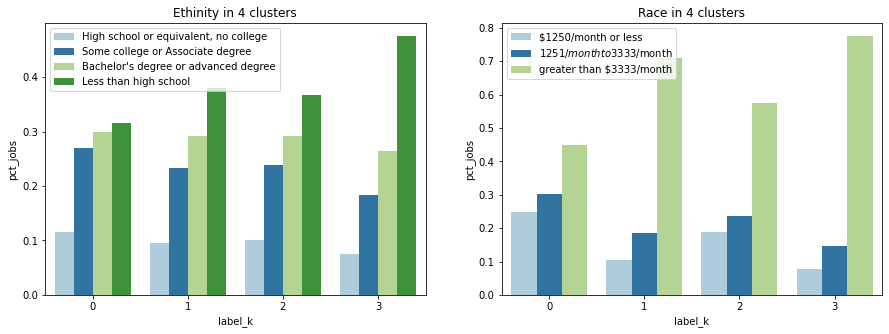 Ethinity in 4 clusters
High school or equivalent, no college
Some college or Associate degree
Bachelor's degree or advanced degree
Less than high school
pct_jobs
0.4
0.3
0.2
0.1
0.0
0 1 2 3
label_k
Race in 4 clusters
$1250/month or less
1251/monthto3333/month
greater than $3333/month
pct_jobs
0.8
0.7
0.6
0.5
0.4
0.3
0.2
0.1
0.0
0 1 2 3
label_k